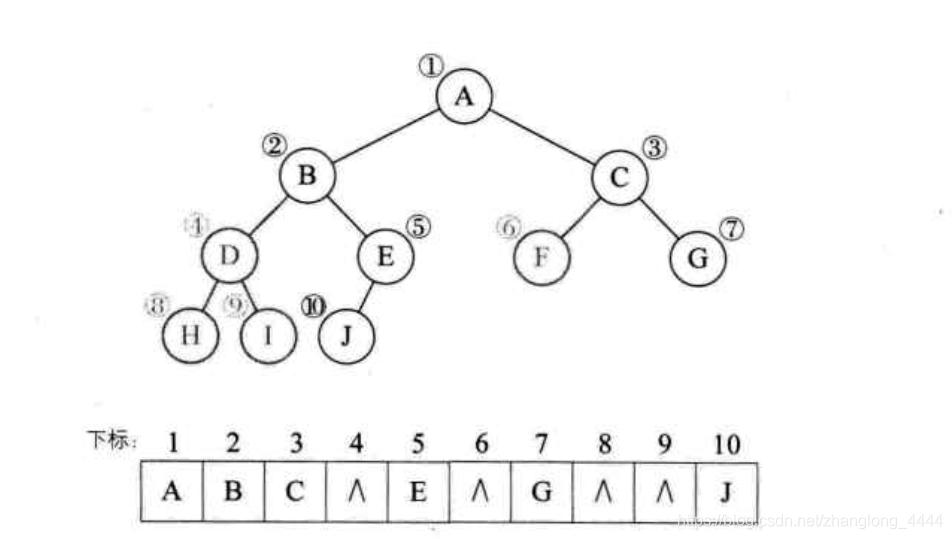 ① A
② B C ③
④ D E ⑤ ⑥ F G ⑦
⑧ H ⑨ I ⑩ J
下标: 1 2 3 4 5 6 7 8 9 10
A B C ∧ E ∧ G ∧ ∧ J
https://blog.csdn.net/zhanglong_4444